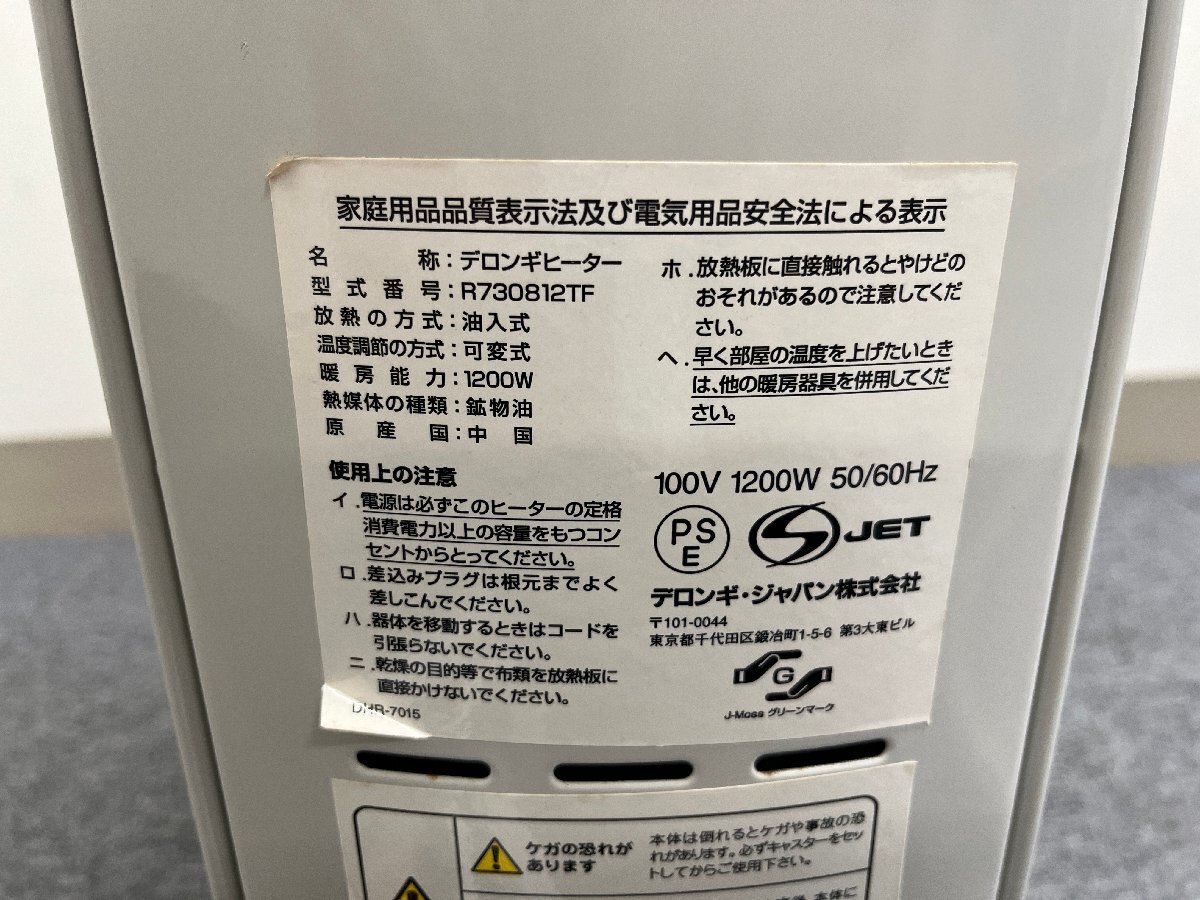 家庭用品品質表示法及び電気用品安全法による表示
名称：デロンギヒーター
型式番号：R730812TF
放熱の方式：油入式
温度調節の方式：可変式
暖房能力：1200W
熱媒体の種類：鉱物油
原産国：中国
使用上の注意
イ.電源は必ずこのヒーターの定格
消費電力以上の容量をもつコン
セントからとってください。
ロ.差込みプラグは根元までよく
差しこんでください。
ハ.器体を移動するときはコードを
引張らないでください。
ニ.乾燥の目的等で布類を放熱板に
直接かけないでください。
DHR-7015
ホ.放熱板に直接触れるとやけどの
おそれがあるので注意してくだ
さい。
ヘ.早く部屋の温度を上げたいとき
は、他の暖房器具を併用してくだ
さい。
100V 1200W 50/60Hz
PS
E
S JET
デロンギ・ジャパン株式会社
〒101-0044
東京都千代田区鍛冶町1-5-6 第3大東ビル
G
J-Moss グリーンマーク
ケガの恐れが
あります
本体は倒れるとケガや事故の恐
れがあります。必ずキャスターをセッ
トしてからご使用下さい。